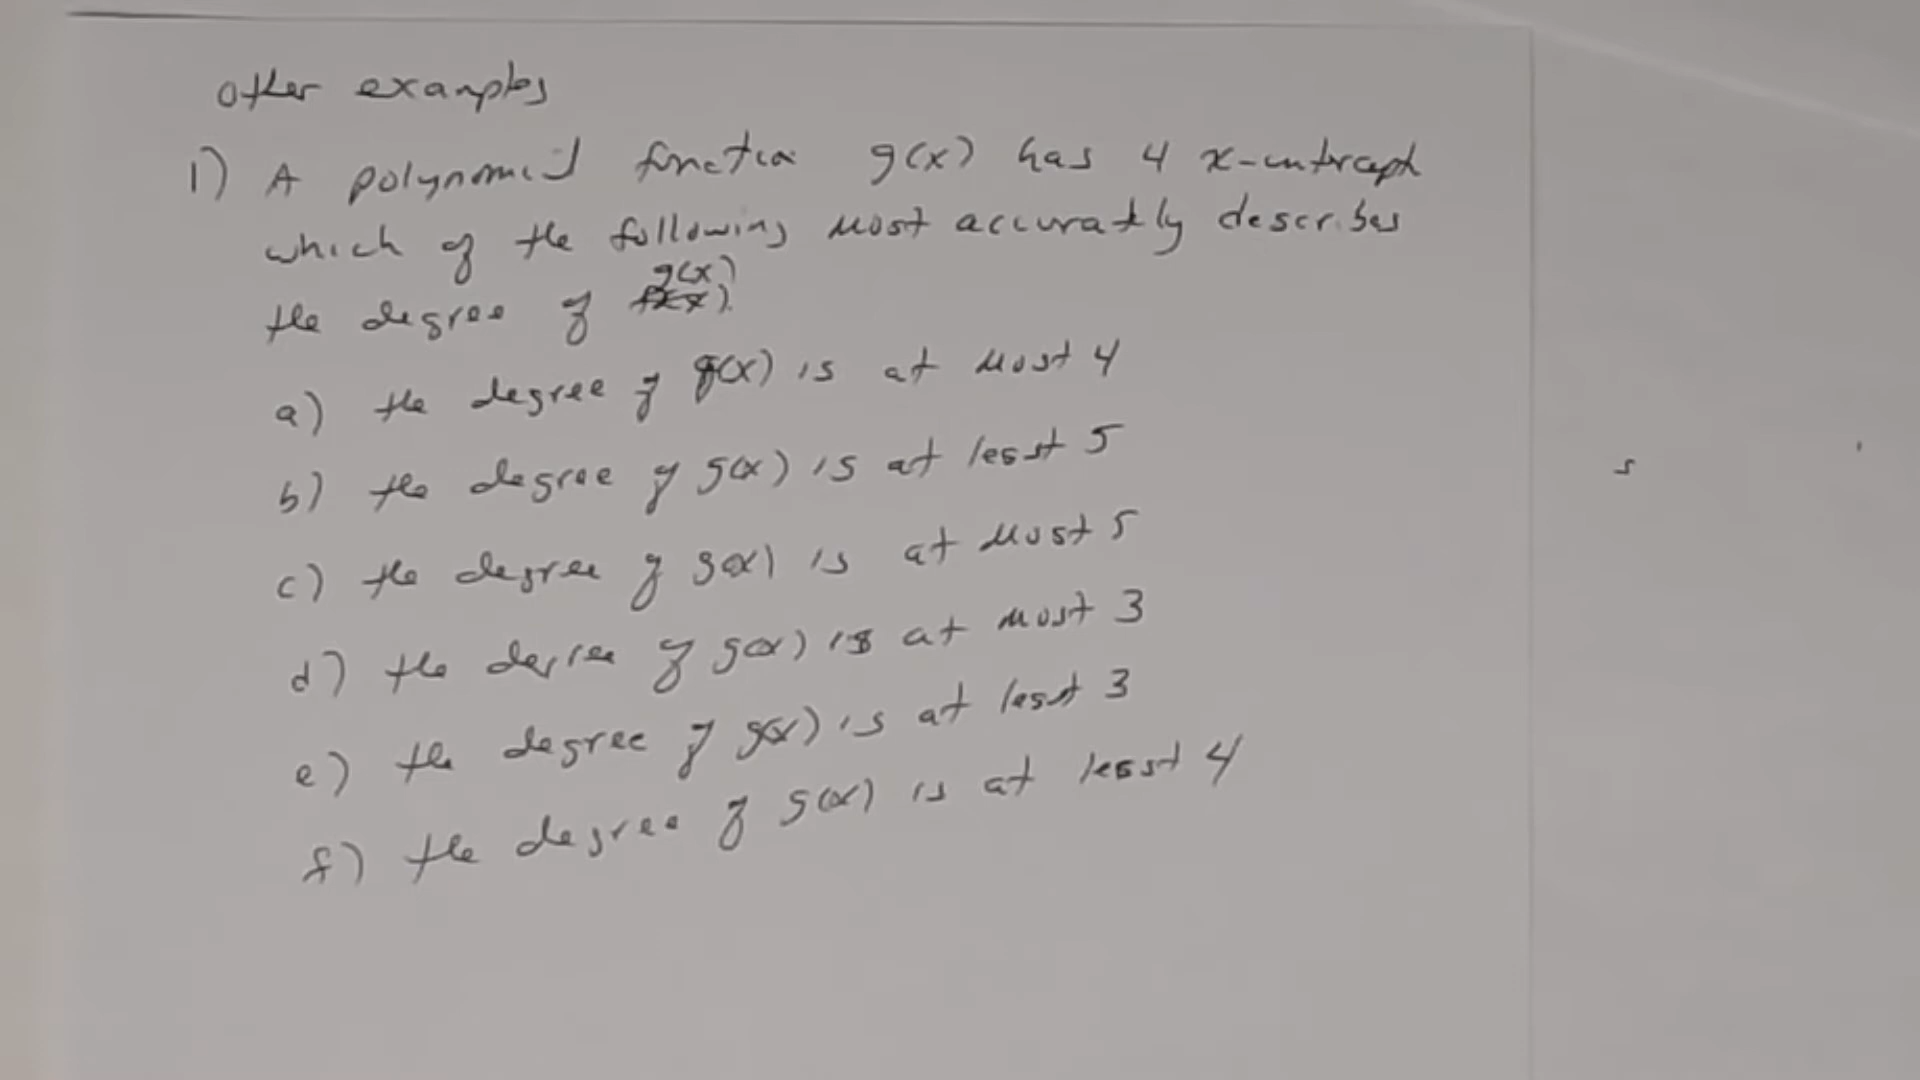 other examples
1) A polynomial function g(x) has 4 x-intercept
which of the following most accurately describes
g(x)
the degree of f(x).
a) the degree of g(x) is at most 4
b) the degree of g(x) is at least 5
c) the degree of g(x) is at most 5
d) the degree of g(x) is at most 3
e) the degree of g(x) is at least 3
f) the degree of g(x) is at least 4